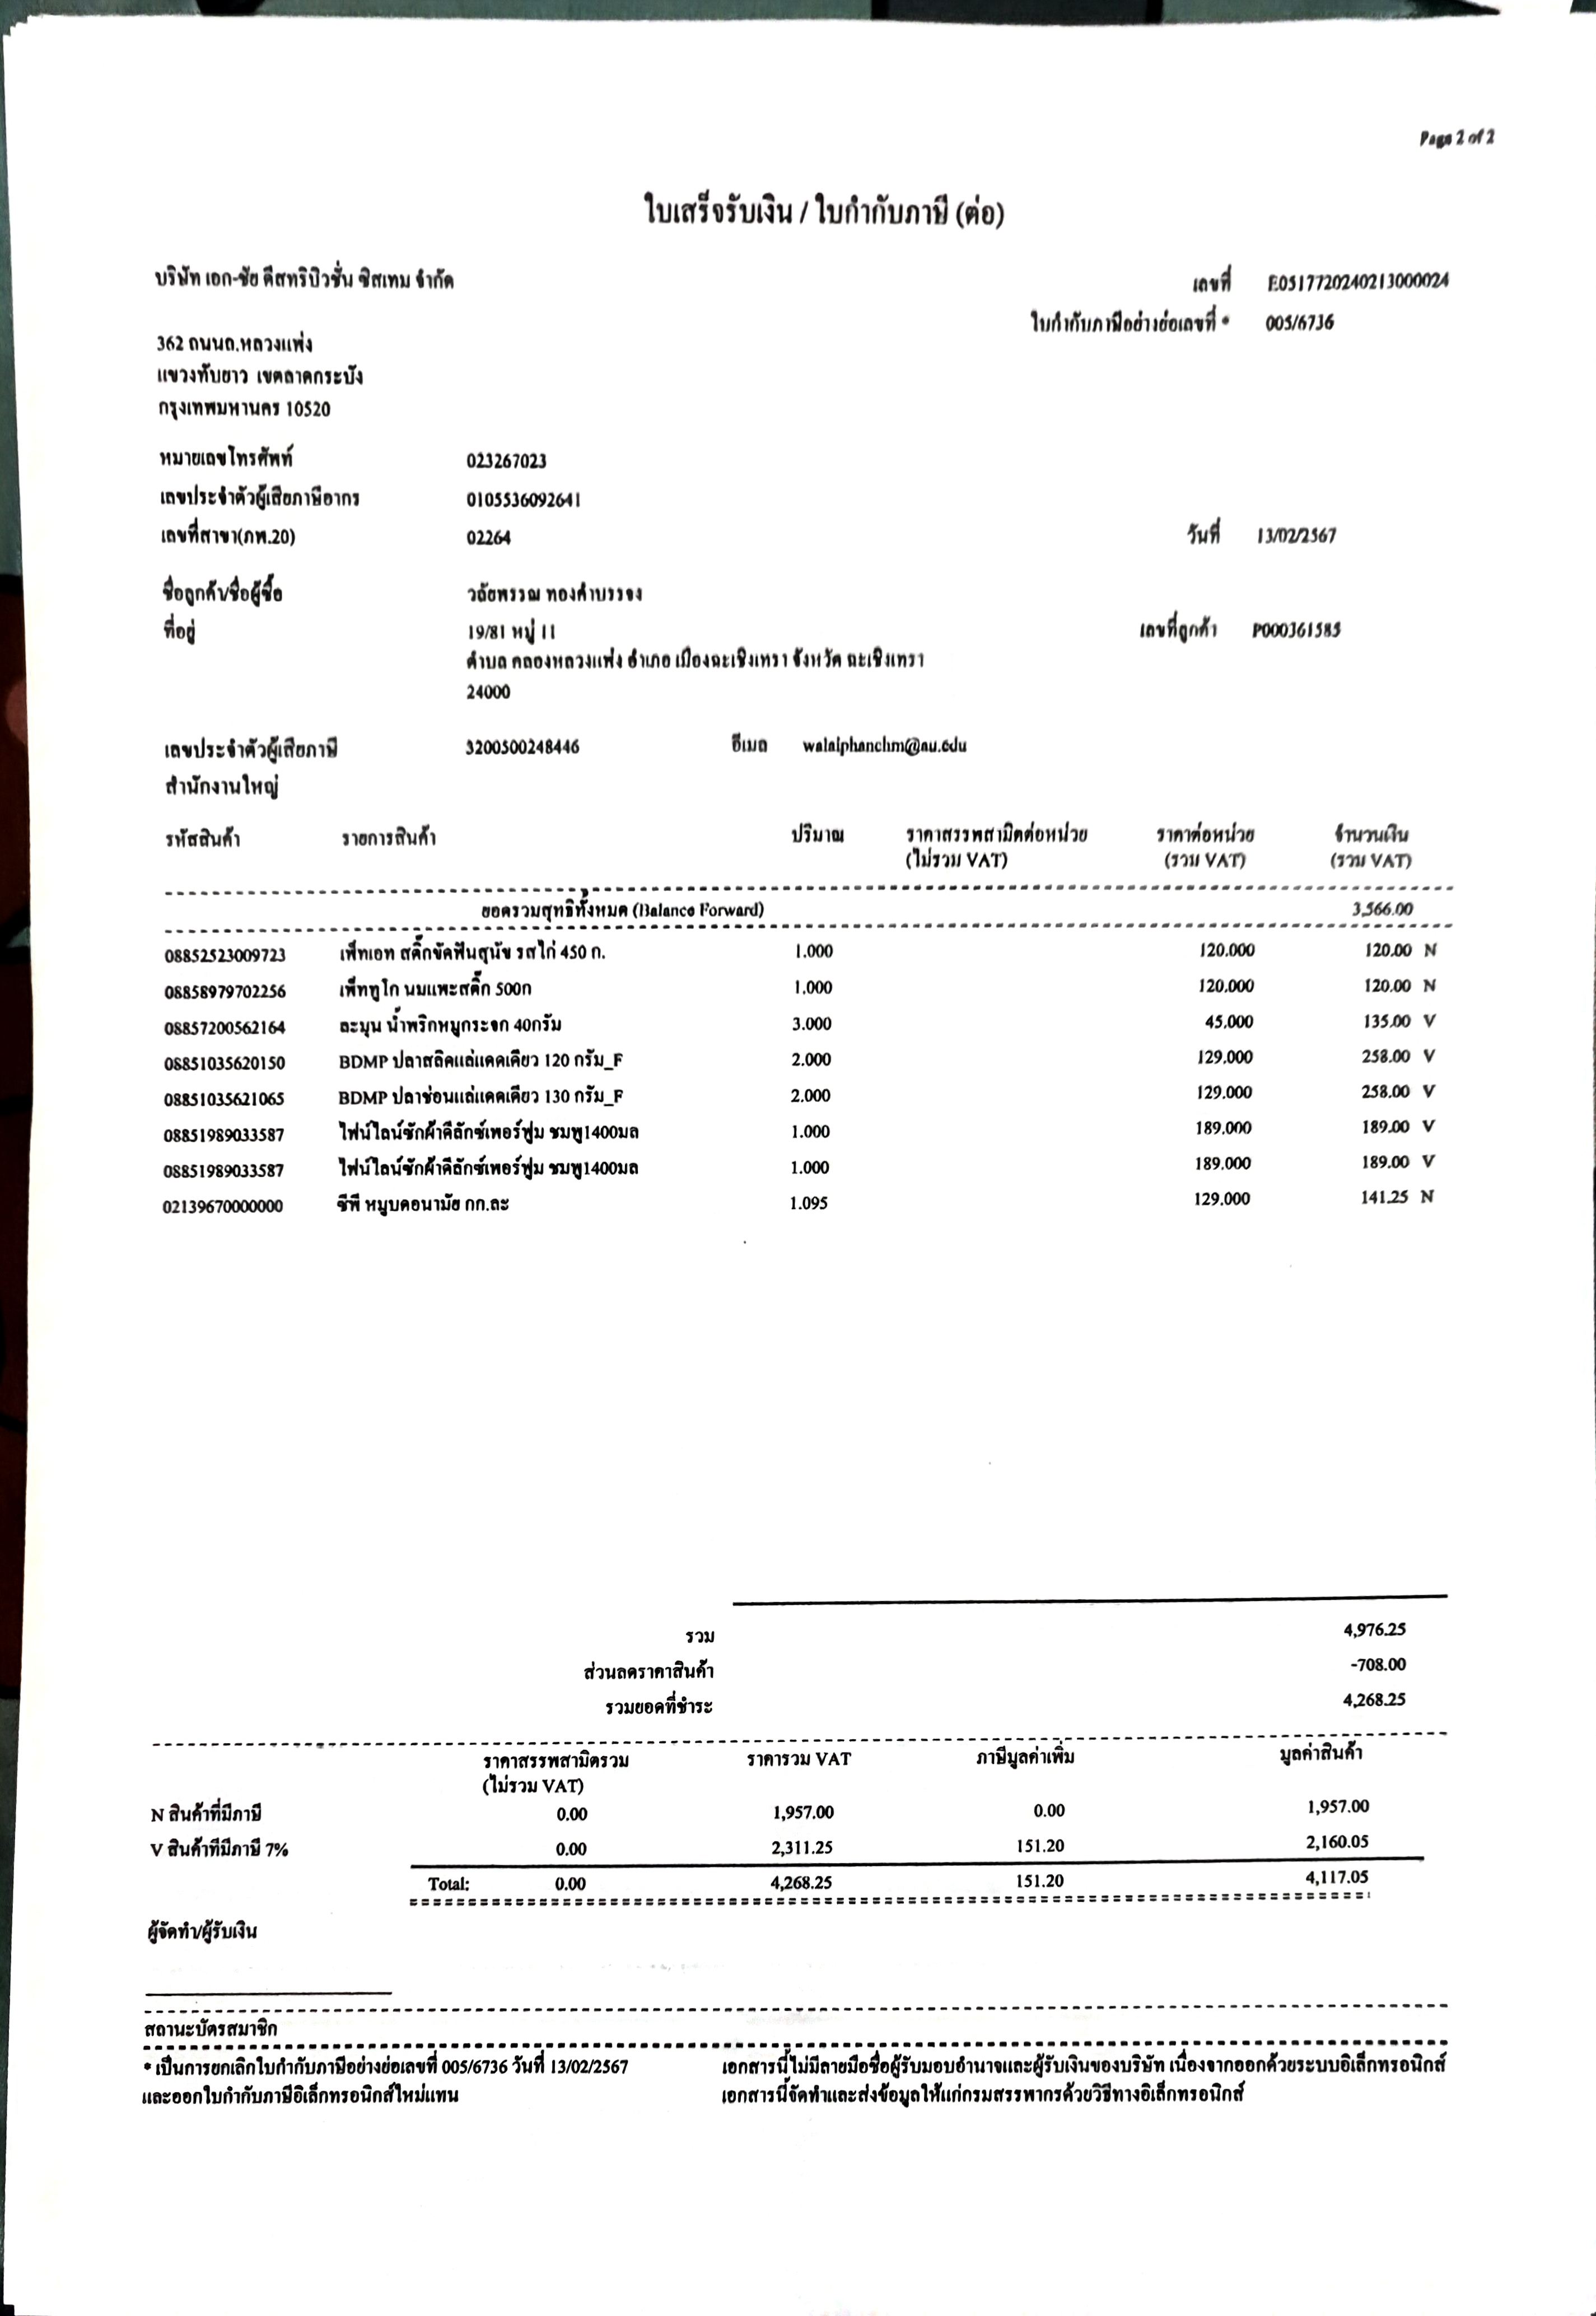 Page 2 of 2
ใบเสร็จรับเงิน / ใบกำกับภาษี (ต่อ)
บริษัท เอก-ชัย ดีสทริบิวชั่น ซิสเทม จำกัด
เลขที่ E0517720240213000024
ใบกำกับภาษีอย่างย่อเลขที่ * 005/6736
362 ถนนถ.หลวงแพ่ง
แขวงทับยาว เขตลาดกระบัง
กรุงเทพมหานคร 10520
หมายเลขโทรศัพท์ 023267023
เลขประจำตัวผู้เสียภาษีอากร 0105536092641
เลขที่สาขา(ภพ.20) 02264 วันที่ 13/02/2567
ชื่อลูกค้า/ชื่อผู้ซื้อ วลัยพรรณ ทองคำบรรจง
ที่อยู่ 19/81 หมู่ 11 เลขที่ลูกค้า P000361585
ตำบล คลองหลวงแพ่ง อำเภอ เมืองฉะเชิงเทรา จังหวัด ฉะเชิงเทรา
24000
เลขประจำตัวผู้เสียภาษี 3200500248446 อีเมล walaiphanchm@au.edu
สำนักงานใหญ่
รหัสสินค้า รายการสินค้า ปริมาณ ราคาสรรพสามิตต่อหน่วย ราคาต่อหน่วย จำนวนเงิน
(ไม่รวม VAT) (รวม VAT) (รวม VAT)
ยอดรวมสุทธิทั้งหมด (Balance Forward) 3,566.00
08852523009723 เพ็ทเอท สติ๊กขัดฟันสุนัข รสไก่ 450 ก. 1.000 120.000 120.00 N
08858979702256 เพ็ททูโก นมแพะสติ๊ก 500ก 1.000 120.000 120.00 N
08857200562164 ละมุน น้ำพริกหมูกระจก 40กรัม 3.000 45.000 135.00 V
08851035620150 BDMP ปลาสลิดแล่แดดเดียว 120 กรัม_F 2.000 129.000 258.00 V
08851035621065 BDMP ปลาช่อนแล่แดดเดียว 130 กรัม_F 2.000 129.000 258.00 V
08851989033587 ไฟน์ไลน์ซักผ้าดีลักซ์เพอร์ฟูม ชมพู1400มล 1.000 189.000 189.00 V
08851989033587 ไฟน์ไลน์ซักผ้าดีลักซ์เพอร์ฟูม ชมพู1400มล 1.000 189.000 189.00 V
02139670000000 ซีพี หมูบดอนามัย กก.ละ 1.095 129.000 141.25 N
รวม 4,976.25
ส่วนลดราคาสินค้า -708.00
รวมยอดที่ชำระ 4,268.25
ราคาสรรพสามิตรวม ราคารวม VAT ภาษีมูลค่าเพิ่ม มูลค่าสินค้า
(ไม่รวม VAT)
N สินค้าที่มีภาษี 0.00 1,957.00 0.00 1,957.00
V สินค้าทีมีภาษี 7% 0.00 2,311.25 151.20 2,160.05
Total: 0.00 4,268.25 151.20 4,117.05
ผู้จัดทำ/ผู้รับเงิน
สถานะบัตรสมาชิก
* เป็นการยกเลิกใบกำกับภาษีอย่างย่อเลขที่ 005/6736 วันที่ 13/02/2567 เอกสารนี้ไม่มีลายมือชื่อผู้รับมอบอำนาจและผู้รับเงินของบริษัท เนื่องจากออกด้วยระบบอิเล็กทรอนิกส์
และออกใบกำกับภาษีอิเล็กทรอนิกส์ใหม่แทน เอกสารนี้จัดทำและส่งข้อมูลให้แก่กรมสรรพากรด้วยวิธีทางอิเล็กทรอนิกส์